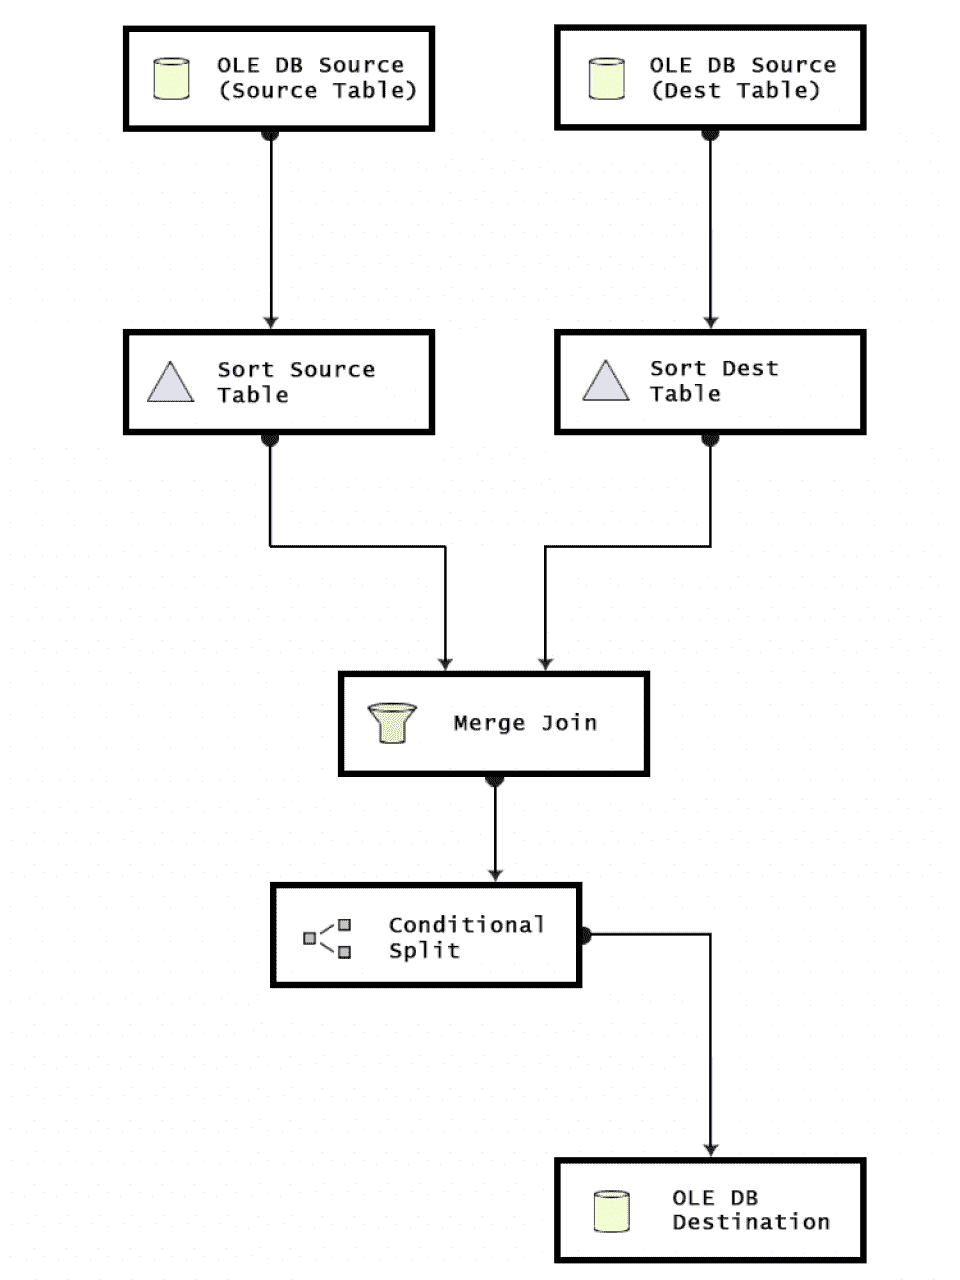 OLE DB Source
(Source Table)
OLE DB Source
(Dest Table)
Sort Source
Table
Sort Dest
Table
Merge Join
Conditional
Split
OLE DB
Destination